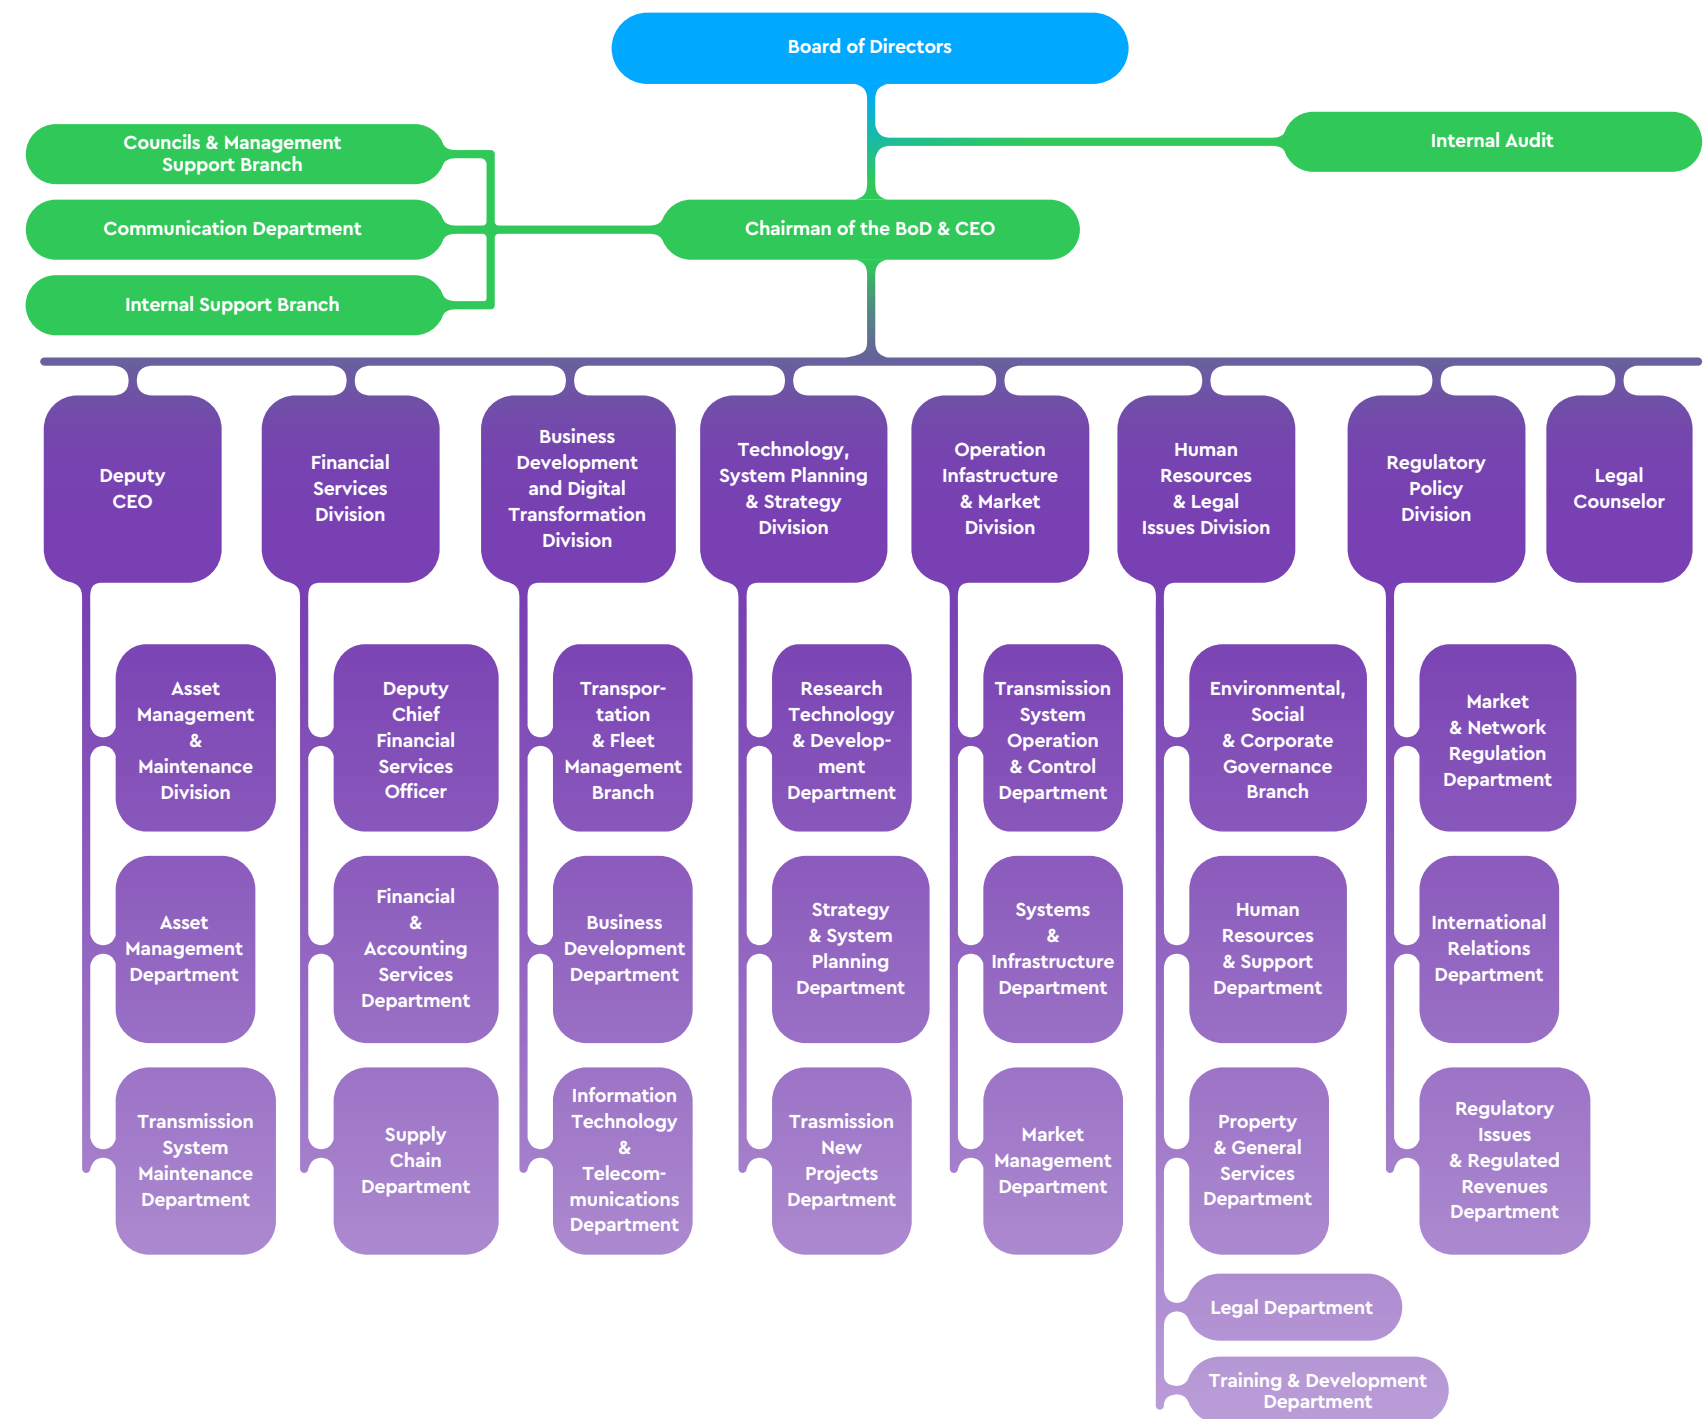 Board of Directors
Internal Audit
Councils & Management
Support Branch
Communication Department
Chairman of the BoD & CEO
Internal Support Branch
Deputy
CEO
Financial
Services
Division
Business
Development
and Digital
Transformation
Division
Technology,
System Planning
& Strategy
Division
Operation
Infastructure
& Market
Division
Human
Resources
& Legal
Issues Division
Regulatory
Policy
Division
Legal
Counselor
Asset
Management
&
Maintenance
Division
Deputy
Chief
Financial
Services
Officer
Transpor-
tation
& Fleet
Management
Branch
Research
Technology
& Develop-
ment
Department
Transmission
System
Operation
& Control
Department
Environmental,
Social
& Corporate
Governance
Branch
Market
& Network
Regulation
Department
Asset
Management
Department
Financial
&
Accounting
Services
Department
Business
Development
Department
Strategy
& System
Planning
Department
Systems
&
Infrastructure
Department
Human
Resources
& Support
Department
International
Relations
Department
Transmission
System
Maintenance
Department
Supply
Chain
Department
Information
Technology
&
Telecom-
munications
Department
Trasmission
New
Projects
Department
Market
Management
Department
Property
& General
Services
Department
Regulatory
Issues
& Regulated
Revenues
Department
Legal Department
Training & Development
Department